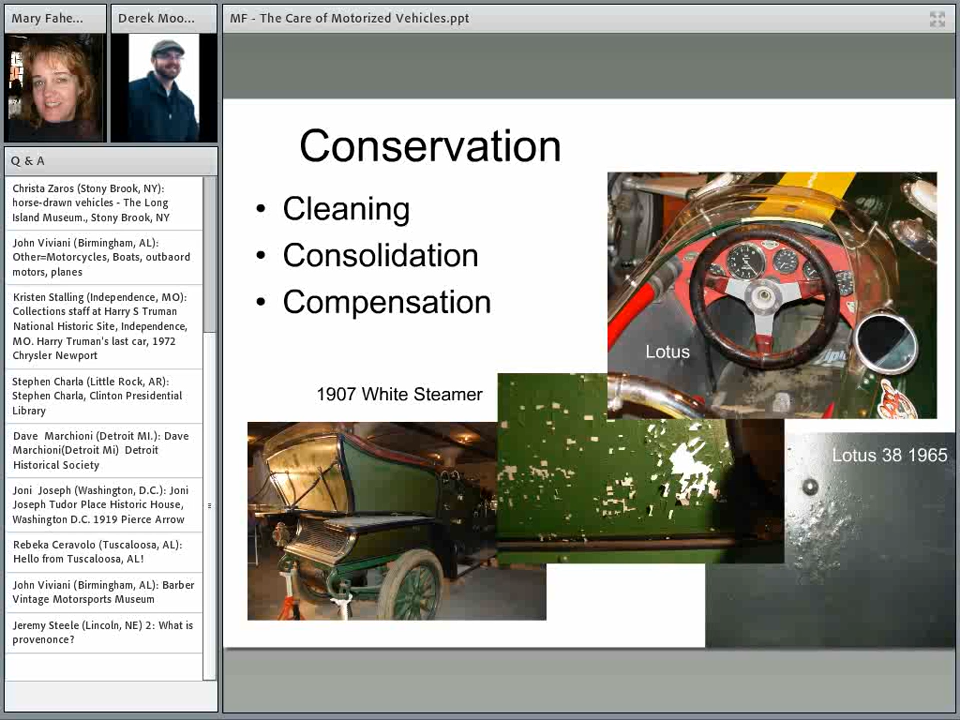 Mary Fahe...
Derek Moo...
MF - The Care of Motorized Vehicles.ppt
Q & A
Christa Zaros (Stony Brook, NY):
horse-drawn vehicles - The Long
Island Museum., Stony Brook, NY
John Viviani (Birmingham, AL):
Other=Motorcycles, Boats, outbaord
motors, planes
Kristen Stalling (Independence, MO):
Collections staff at Harry S Truman
National Historic Site, Independence,
MO. Harry Truman's last car, 1972
Chrysler Newport
Stephen Charla (Little Rock, AR):
Stephen Charla, Clinton Presidential
Library
Dave Marchioni (Detroit MI.): Dave
Marchioni(Detroit Mi) Detroit
Historical Society
Joni Joseph (Washington, D.C.): Joni
Joseph Tudor Place Historic House,
Washington D.C. 1919 Pierce Arrow
Rebeka Ceravolo (Tuscaloosa, AL):
Hello from Tuscaloosa, AL!
John Viviani (Birmingham, AL): Barber
Vintage Motorsports Museum
Jeremy Steele (Lincoln, NE) 2: What is
provenonce?
Conservation
• Cleaning
• Consolidation
• Compensation
Lotus
1907 White Steamer
Lotus 38 1965